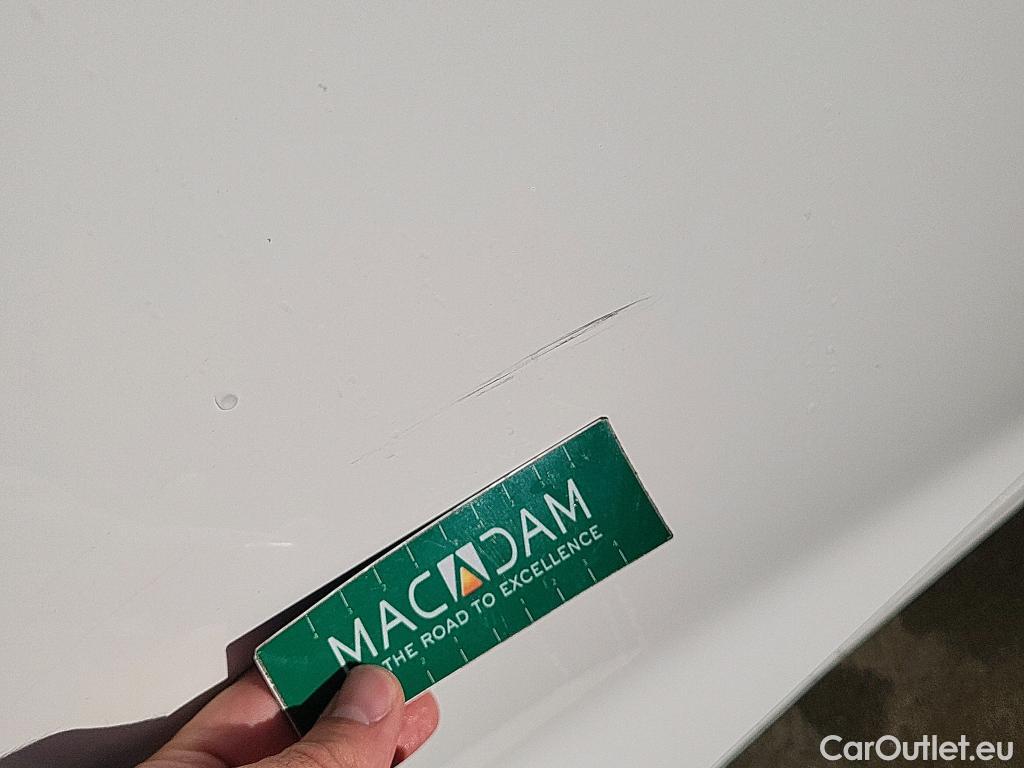 MACADAM
THE ROAD TO EXCELLENCE
CarOutlet.eu